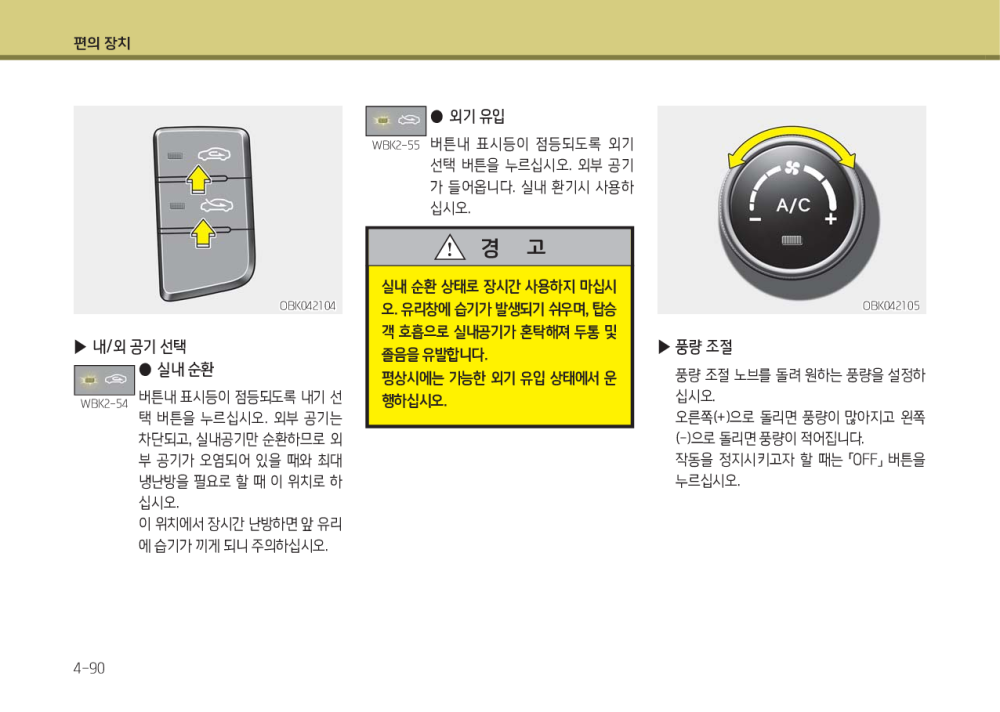 편의 장치
OBK042104
▶ 내/외 공기 선택
● 실내 순환
WBK2-54
버튼내 표시등이 점등되도록 내기 선
택 버튼을 누르십시오. 외부 공기는
차단되고, 실내공기만 순환하므로 외
부 공기가 오염되어 있을 때와 최대
냉난방을 필요로 할 때 이 위치로 하
십시오.
이 위치에서 장시간 난방하면 앞 유리
에 습기가 끼게 되니 주의하십시오.
● 외기 유입
WBK2-55
버튼내 표시등이 점등되도록 외기
선택 버튼을 누르십시오. 외부 공기
가 들어옵니다. 실내 환기시 사용하
십시오.
경 고
실내 순환 상태로 장시간 사용하지 마십시
오. 유리창에 습기가 발생되기 쉬우며, 탑승
객 호흡으로 실내공기가 혼탁해져 두통 및
졸음을 유발합니다.
평상시에는 가능한 외기 유입 상태에서 운
행하십시오.
A/C
− +
OBK042105
▶ 풍량 조절
풍량 조절 노브를 돌려 원하는 풍량을 설정하
십시오.
오른쪽(+)으로 돌리면 풍량이 많아지고 왼쪽
(-)으로 돌리면 풍량이 적어집니다.
작동을 정지시키고자 할 때는 「OFF」 버튼을
누르십시오.
4-90